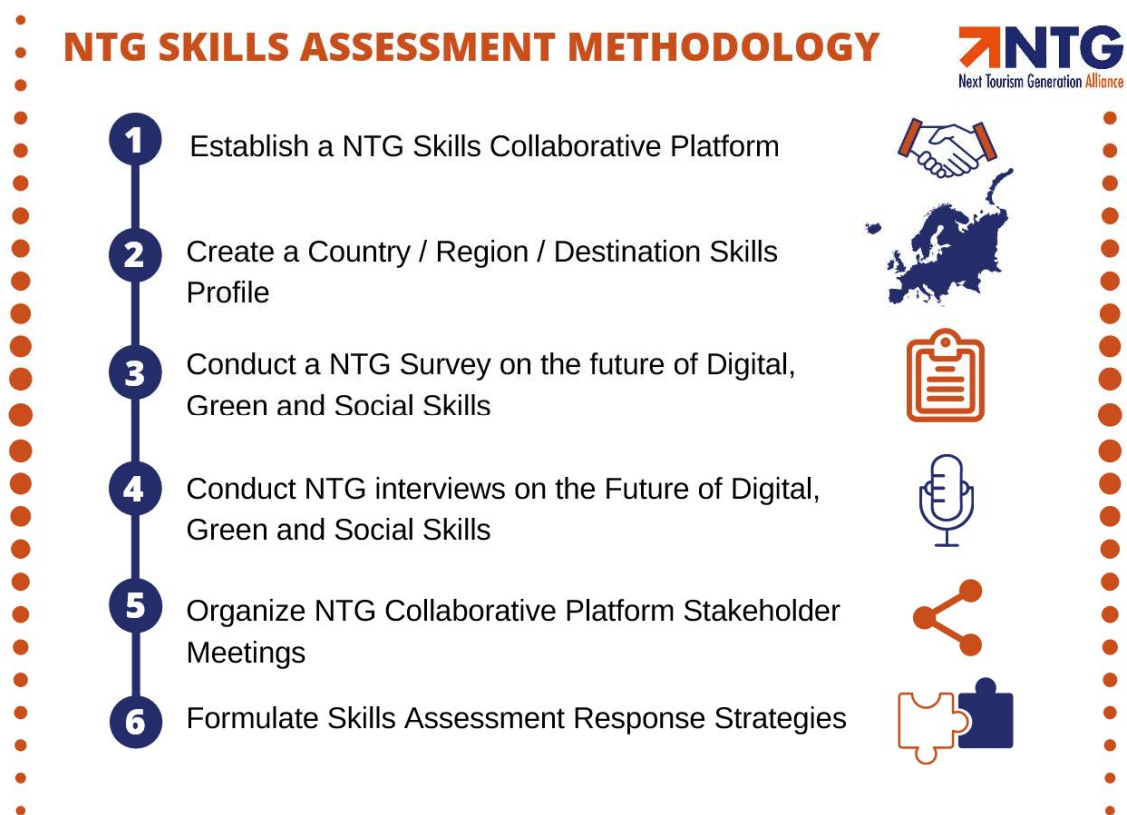 NTG SKILLS ASSESSMENT METHODOLOGY
NTG
Next Tourism Generation Alliance
1
Establish a NTG Skills Collaborative Platform
2
Create a Country / Region / Destination Skills
Profile
3
Conduct a NTG Survey on the future of Digital,
Green and Social Skills
4
Conduct NTG interviews on the Future of Digital,
Green and Social Skills
5
Organize NTG Collaborative Platform Stakeholder
Meetings
6
Formulate Skills Assessment Response Strategies